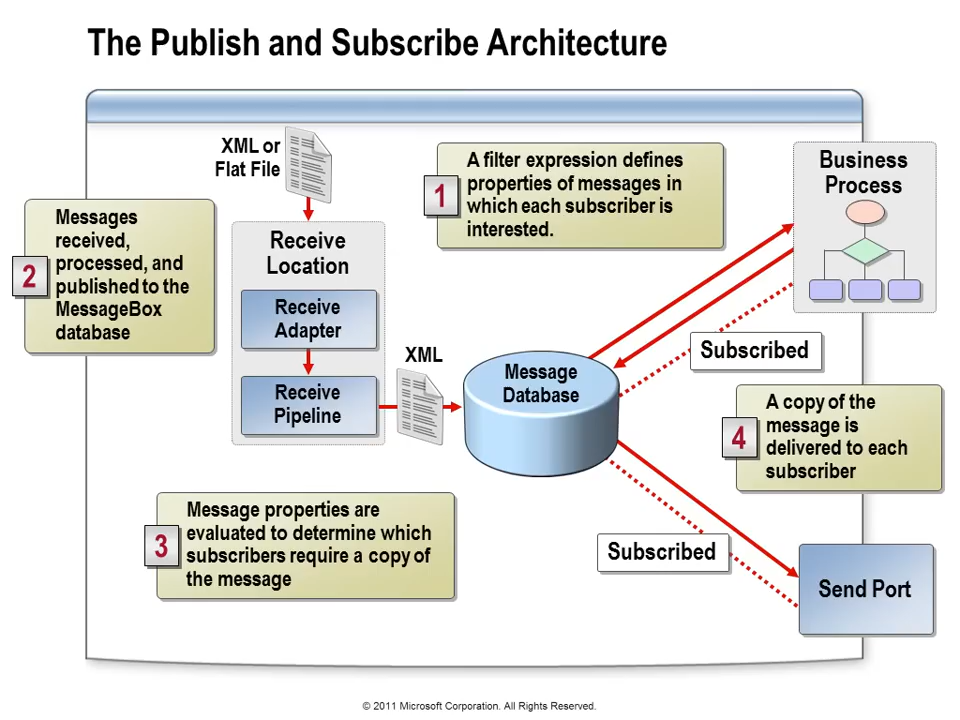 The Publish and Subscribe Architecture
XML or
Flat File
1
A filter expression defines
properties of messages in
which each subscriber is
interested.
Business
Process
2
Messages
received,
processed, and
published to the
MessageBox
database
Receive
Location
Receive
Adapter
Receive
Pipeline
XML
Message
Database
Subscribed
4
A copy of the
message is
delivered to each
subscriber
3
Message properties are
evaluated to determine which
subscribers require a copy of
the message
Subscribed
Send Port
© 2011 Microsoft Corporation. All Rights Reserved.